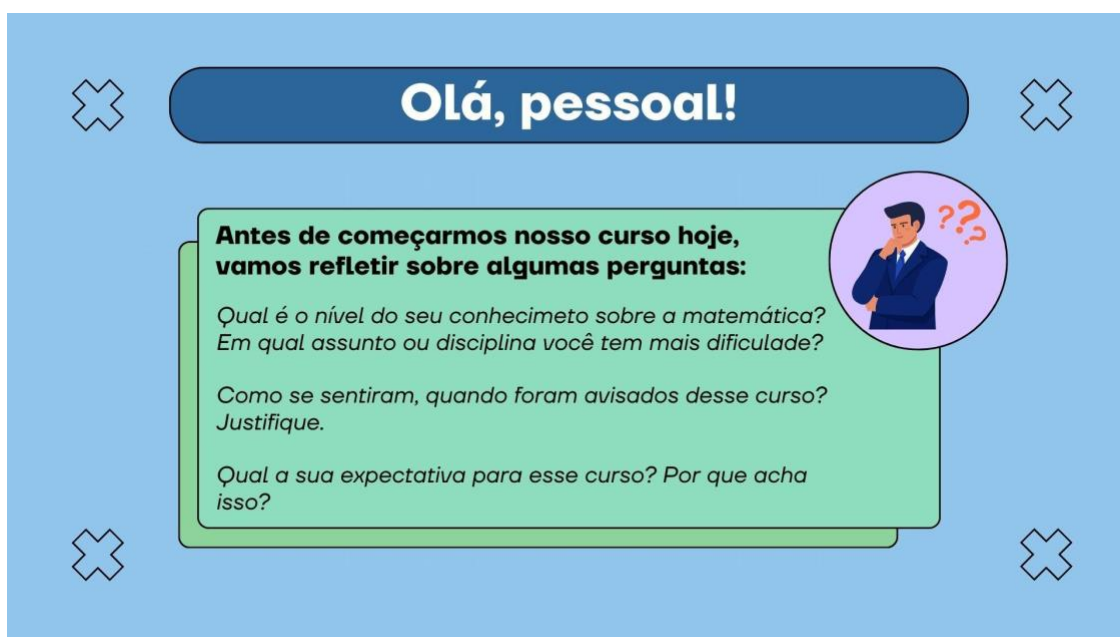 Olá, pessoal!
???
Antes de começarmos nosso curso hoje,
vamos refletir sobre algumas perguntas:
Qual é o nível do seu conhecimeto sobre a matemática?
Em qual assunto ou disciplina você tem mais dificulade?
Como se sentiram, quando foram avisados desse curso?
Justifique.
Qual a sua expectativa para esse curso? Por que acha
isso?